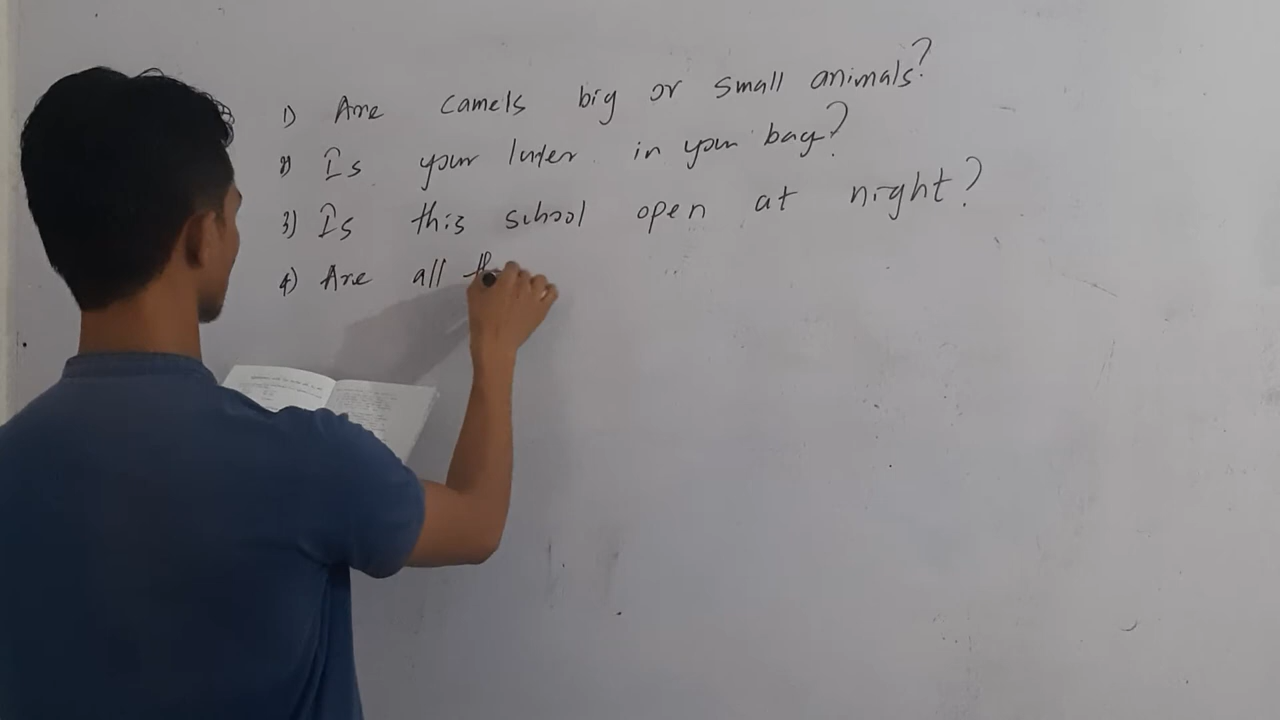 1) Are camels big or small animals?
2) Is your in your bag?
3) Is this school open at night?
4) Are all th